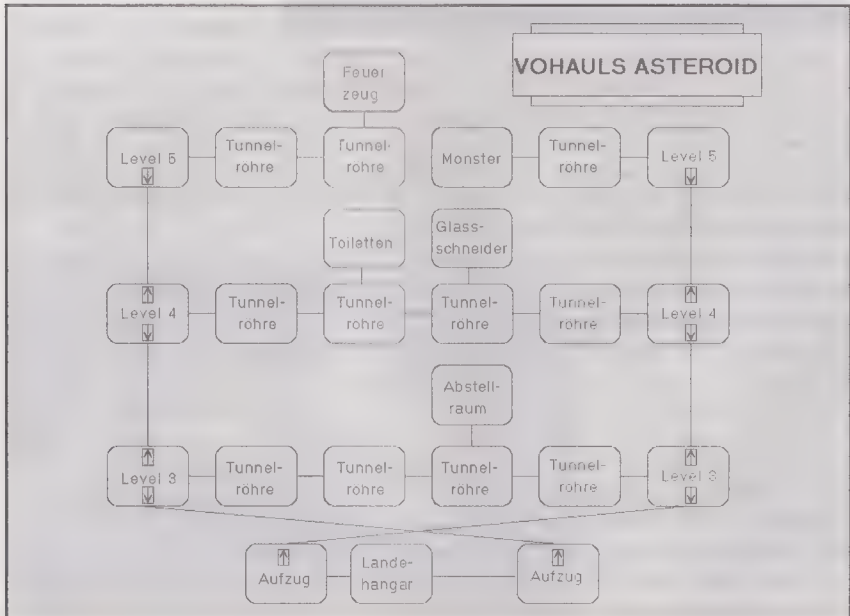 VOHAULS ASTEROID
Feuer
zeug
Level 5
Tunnel-
röhre
Tunnel-
röhre
Monster
Tunnel-
röhre
Level 5
Toiletten
Glass-
schneider
Level 4
Tunnel-
röhre
Tunnel-
röhre
Tunnel-
röhre
Tunnel-
röhre
Level 4
Abstell-
raum
Level 3
Tunnel-
röhre
Tunnel-
röhre
Tunnel-
röhre
Tunnel-
röhre
Level 3
Aufzug
Lande-
hangar
Aufzug